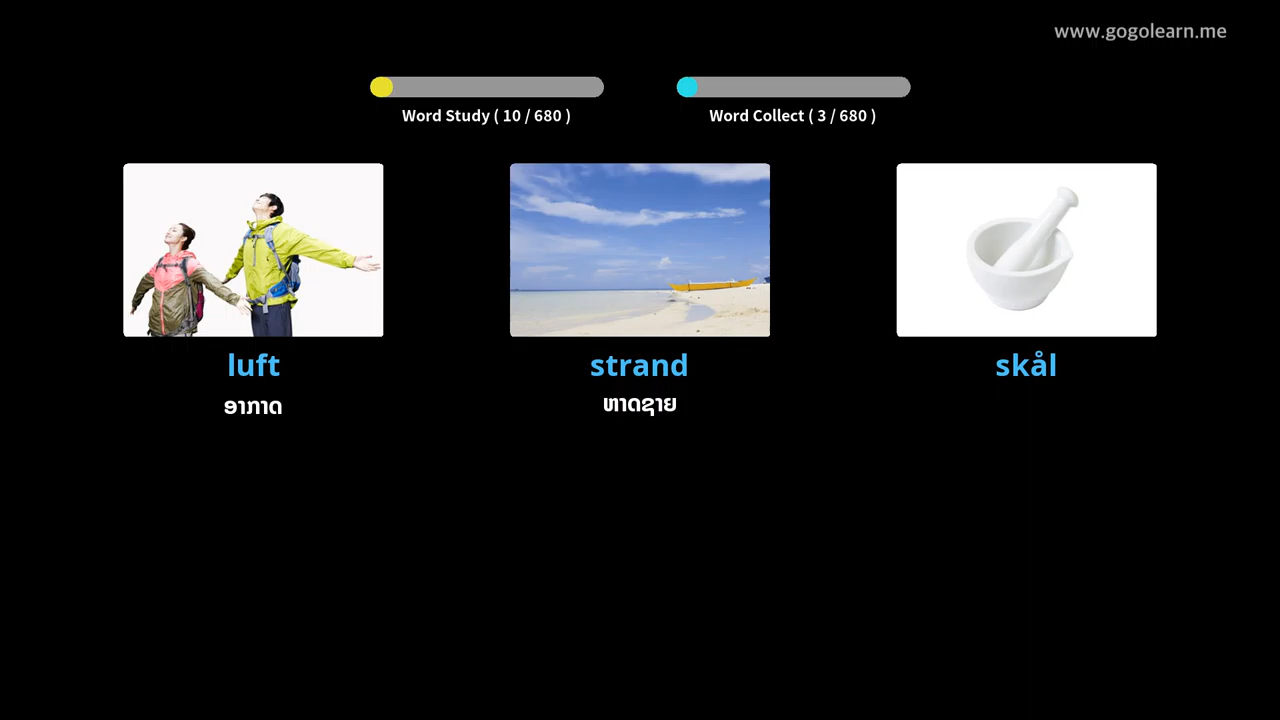 www.gogolearn.me
Word Study ( 10 / 680 )
Word Collect ( 3 / 680 )
luft
strand
skål
ອາກາດ
ຫາດຊາຍ